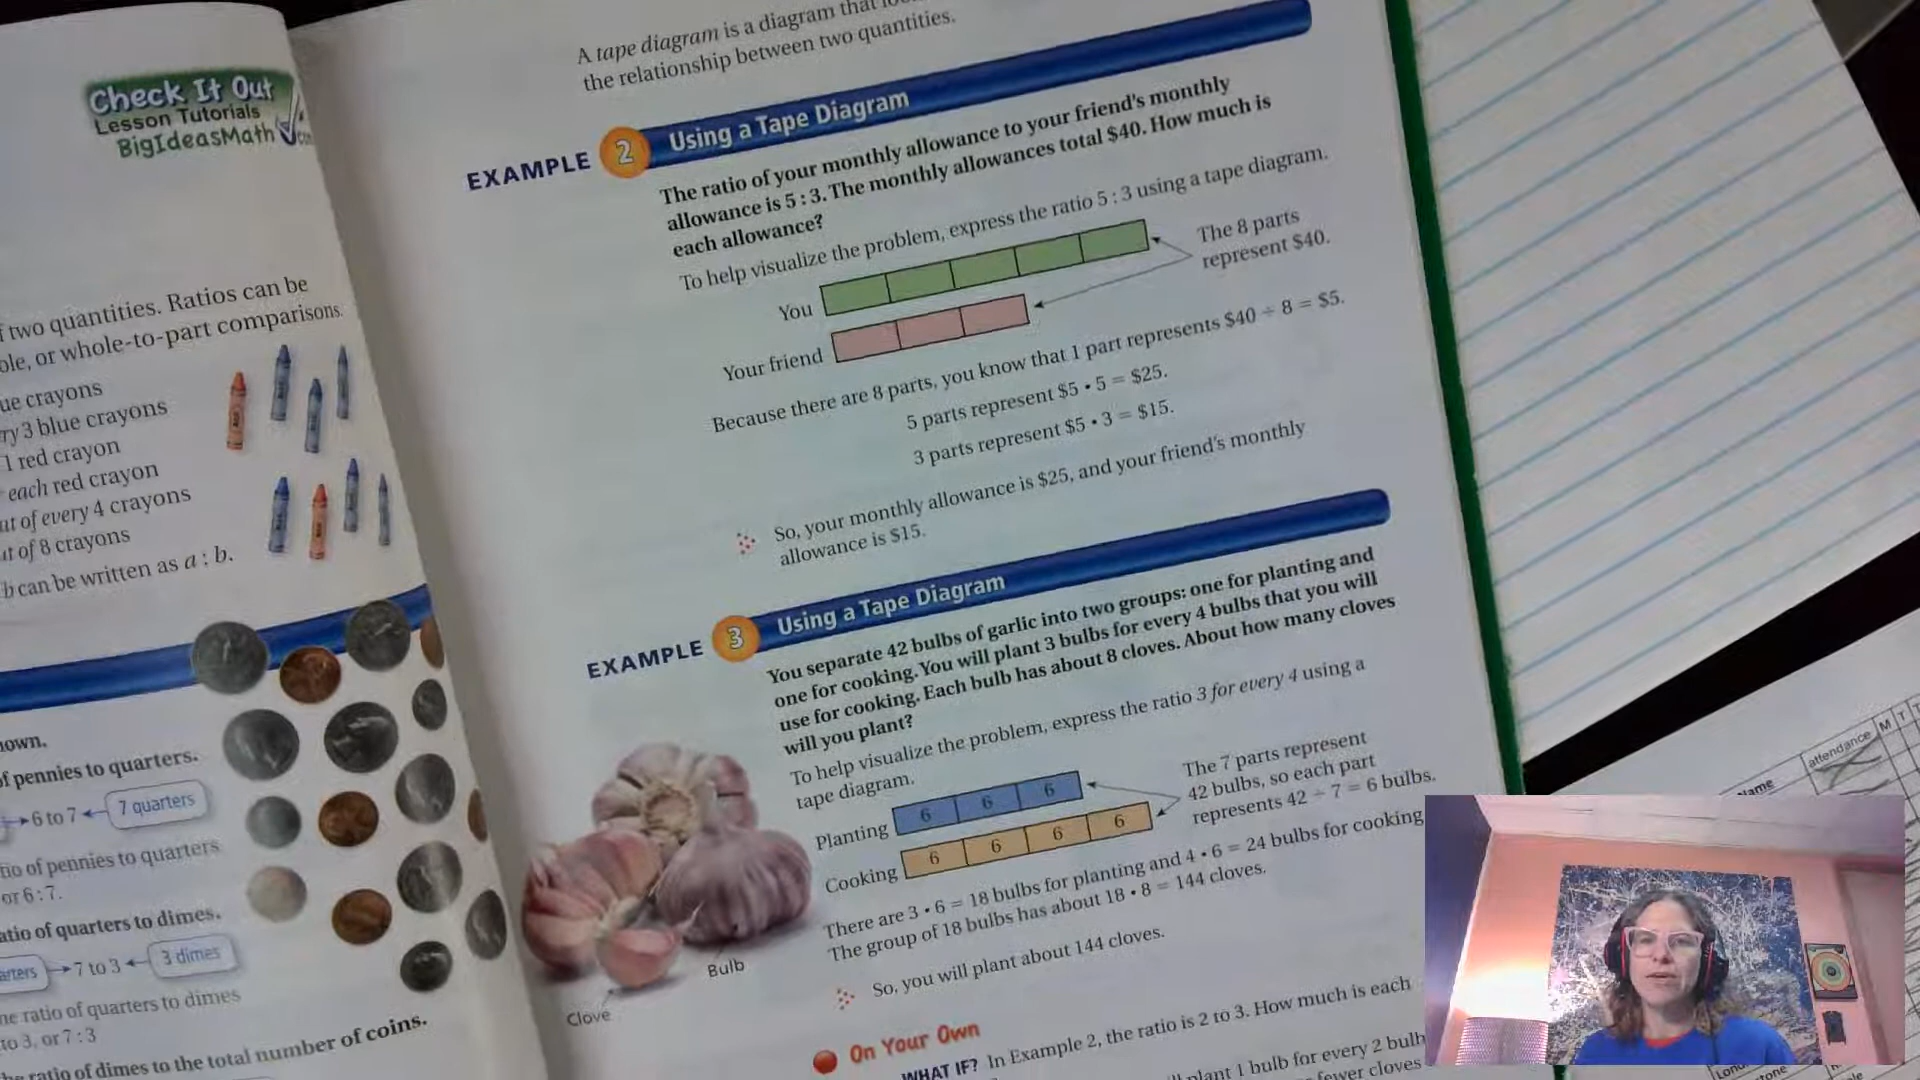 Check It Out
Lesson Tutorials
BigIdeasMath
two quantities. Ratios can be
or whole-to-part comparisons.
crayons
3 blue crayons
1 red crayon
each red crayon
of every 4 crayons
of 8 crayons
b can be written as a : b.
of pennies to quarters.
6 to 7
7 quarters
of pennies to quarters
or 6 : 7.
of quarters to dimes.
7 to 3
3 dimes
ratio of quarters to dimes
to 3, or 7 : 3
ratio of dimes to the total number of coins.
A tape diagram is a diagram that
the relationship between two quantities.
EXAMPLE 2 Using a Tape Diagram
The ratio of your monthly allowance to your friend's monthly
allowance is 5 : 3. The monthly allowances total $40. How much is
each allowance?
To help visualize the problem, express the ratio 5 : 3 using a tape diagram.
You
Your friend
The 8 parts
represent $40.
Because there are 8 parts, you know that 1 part represents $40 ÷ 8 = $5.
5 parts represent $5 • 5 = $25.
3 parts represent $5 • 3 = $15.
So, your monthly allowance is $25, and your friend's monthly
allowance is $15.
EXAMPLE 3 Using a Tape Diagram
You separate 42 bulbs of garlic into two groups: one for planting and
one for cooking. You will plant 3 bulbs for every 4 bulbs that you will
use for cooking. Each bulb has about 8 cloves. About how many cloves
will you plant?
To help visualize the problem, express the ratio 3 for every 4 using a
tape diagram.
Planting 6 6 6
Cooking 6 6 6 6
The 7 parts represent
42 bulbs, so each part
represents 42 ÷ 7 = 6 bulbs.
There are 3 • 6 = 18 bulbs for planting and 4 • 6 = 24 bulbs for cooking
The group of 18 bulbs has about 18 • 8 = 144 cloves.
So, you will plant about 144 cloves.
Bulb
Clove
On Your Own
WHAT IF? In Example 2, the ratio is 2 to 3. How much is each
plant 1 bulb for every 2 bulb
fewer cloves
Name
attendance
M T